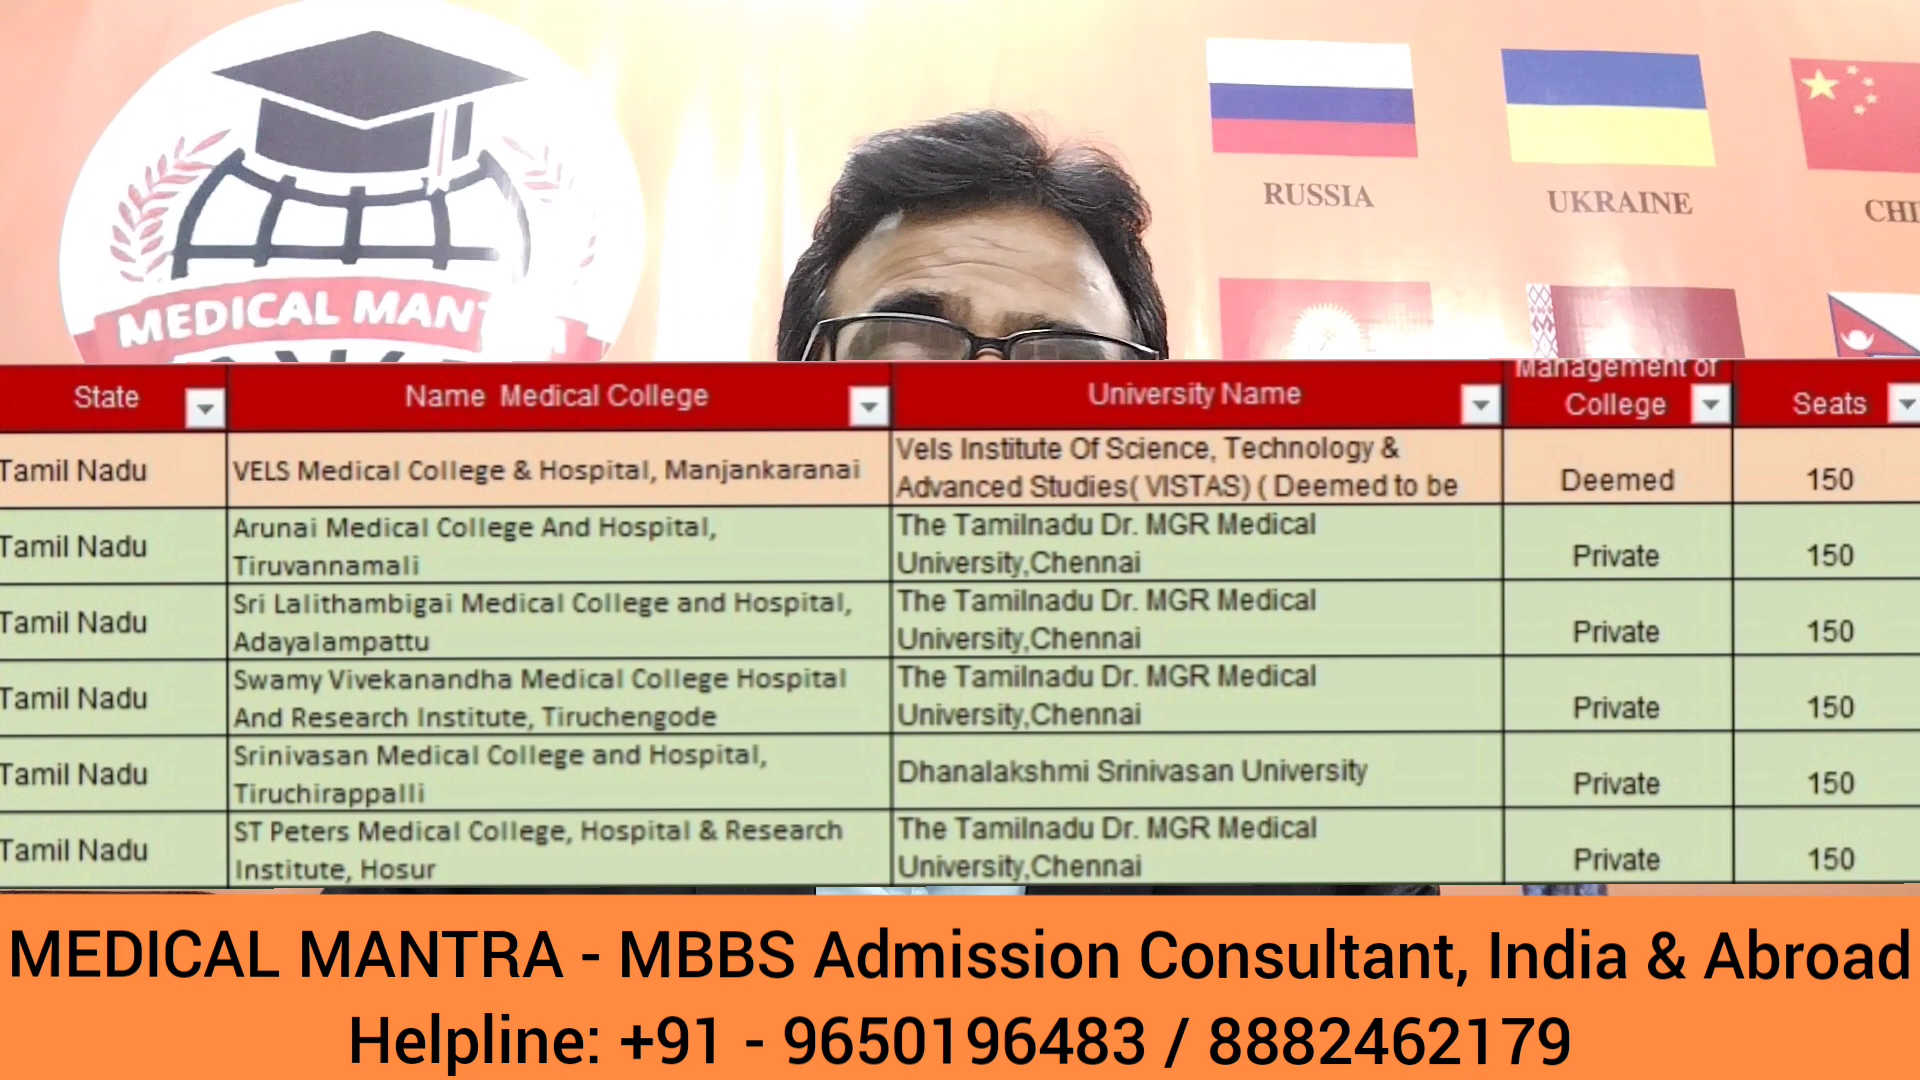 MEDICAL MANTRA
RUSSIA
UKRAINE
State
Name Medical College
University Name
Management of
College
Seats
Tamil Nadu
VELS Medical College & Hospital, Manjankaranai
Vels Institute Of Science, Technology &
Advanced Studies( VISTAS) ( Deemed to be
Deemed
150
Tamil Nadu
Arunai Medical College And Hospital,
Tiruvannamali
The Tamilnadu Dr. MGR Medical
University,Chennai
Private
150
Tamil Nadu
Sri Lalithambigai Medical College and Hospital,
Adayalampattu
The Tamilnadu Dr. MGR Medical
University,Chennai
Private
150
Tamil Nadu
Swamy Vivekanandha Medical College Hospital
And Research Institute, Tiruchengode
The Tamilnadu Dr. MGR Medical
University,Chennai
Private
150
Tamil Nadu
Srinivasan Medical College and Hospital,
Tiruchirappalli
Dhanalakshmi Srinivasan University
Private
150
Tamil Nadu
ST Peters Medical College, Hospital & Research
Institute, Hosur
The Tamilnadu Dr. MGR Medical
University,Chennai
Private
150
MEDICAL MANTRA - MBBS Admission Consultant, India & Abroad
Helpline: +91 - 9650196483 / 8882462179